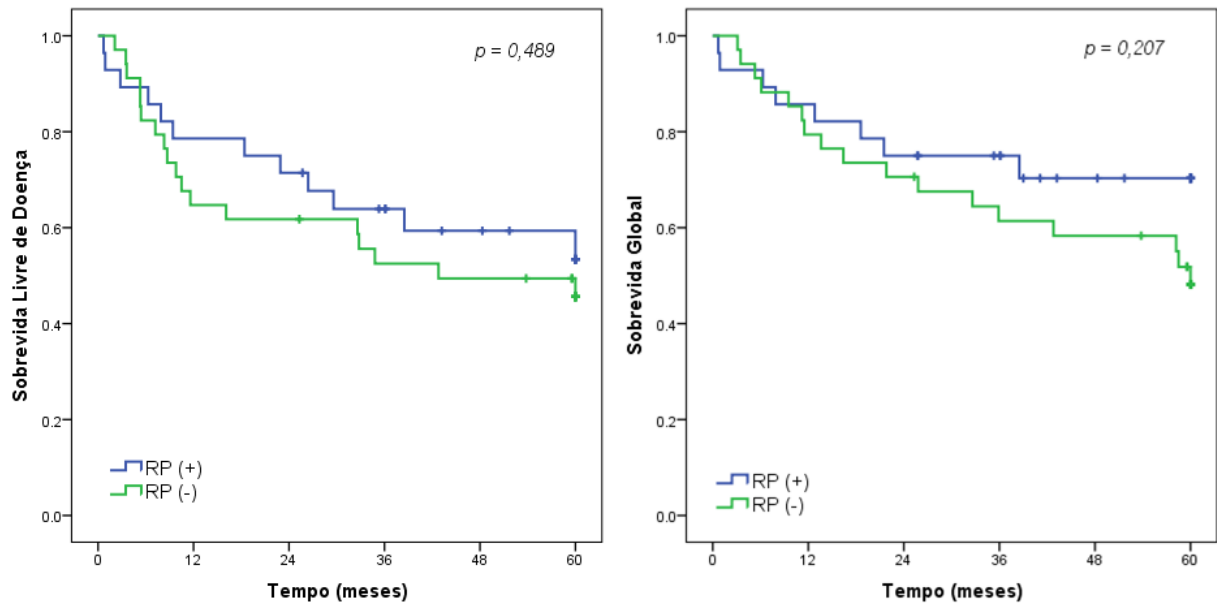 p = 0,489
Sobrevida Livre de Doença
1.0
0.8
0.6
0.4
0.2
0.0
RP (+)
RP (-)
0 12 24 36 48 60
Tempo (meses)
p = 0,207
Sobrevida Global
1.0
0.8
0.6
0.4
0.2
0.0
RP (+)
RP (-)
0 12 24 36 48 60
Tempo (meses)